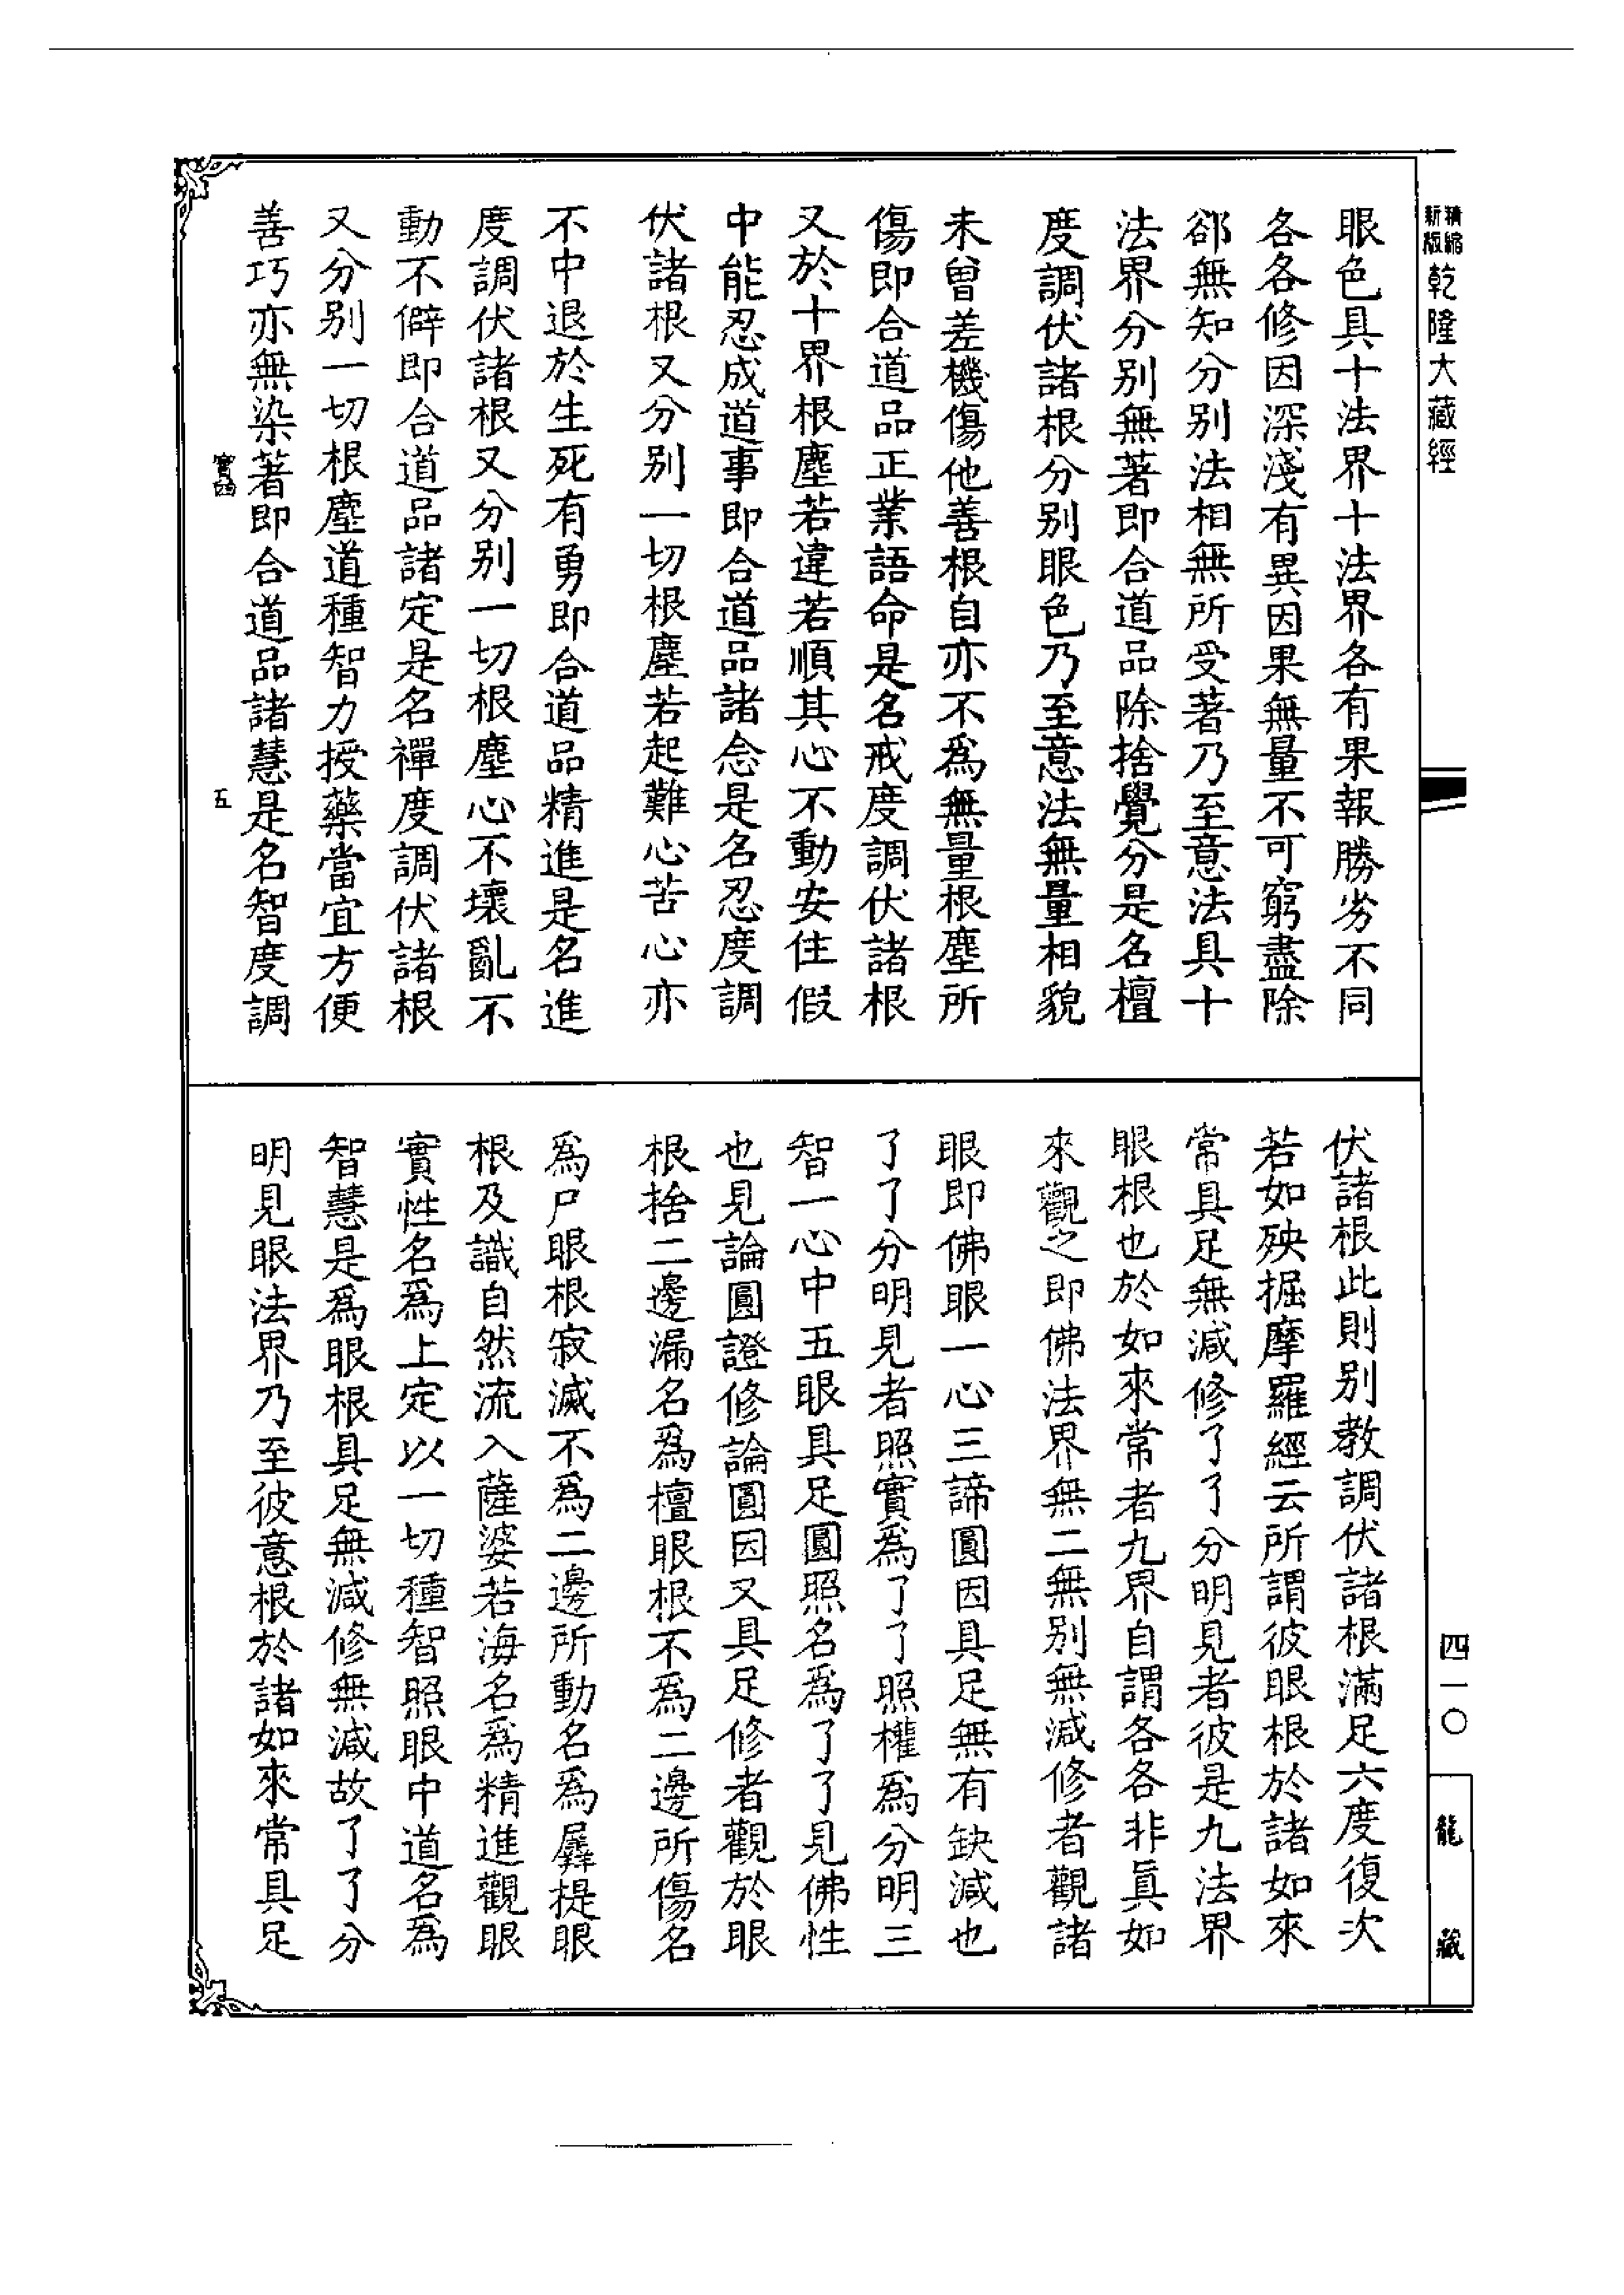 精縮新版
乾隆大藏經
眼色具十法界十法界各有果報勝劣不同
各各修因深淺有異因果無量不可窮盡除
郤無知分別法相無所受著乃至意法具十
法界分別無著即合道品除捨覺分是名檀
度調伏諸根分別眼色乃至意法無量相貌
未曾差機傷他善根自亦不爲無量根塵所
傷即合道品正業語命是名戒度調伏諸根
又於十界根塵若違若順其心不動安住假
中能忍成道事即合道品諸念是名忍度調
伏諸根又分別一切根塵若起難心苦心亦
不中退於生死有勇即合道品精進是名進
度調伏諸根又分別一切根塵心不壞亂不
動不僻即合道品諸定是名禪度調伏諸根
又分別一切根塵道種智力授藥當宜方便
善巧亦無染著即合道品諸慧是名智度調
五
伏諸根此則別教調伏諸根滿足六度復次
若如殃掘摩羅經云所謂彼眼根於諸如來
常具足無減修了了分明見者彼是九法界
眼根也於如來常者九界自謂各各非眞如
來觀之即佛法界無二無別無減修者觀諸
眼即佛眼一心三諦圓因具足無有缺減也
了了分明見者照實爲了了照權爲分明三
智一心中五眼具足圓照名爲了了見佛性
也見論圓證修論圓因又具足修者觀於眼
根捨二邊漏名爲檀眼根不爲二邊所傷名
爲尸眼根寂滅不爲二邊所動名爲羼提眼
根及識自然流入薩婆若海名爲精進觀眼
實性名爲上定以一切種智照眼中道名爲
智慧是爲眼根具足無減修無減故了了分
明見眼法界乃至彼意根於諸如來常具足
四一〇
龍藏